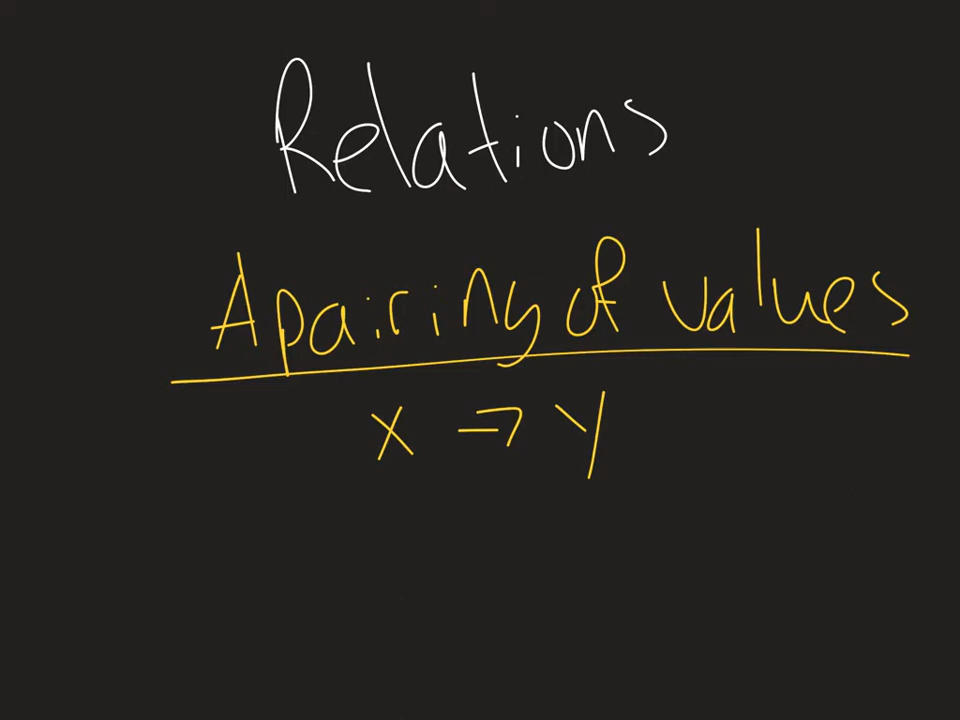 Relations
A pairing of values
x → y